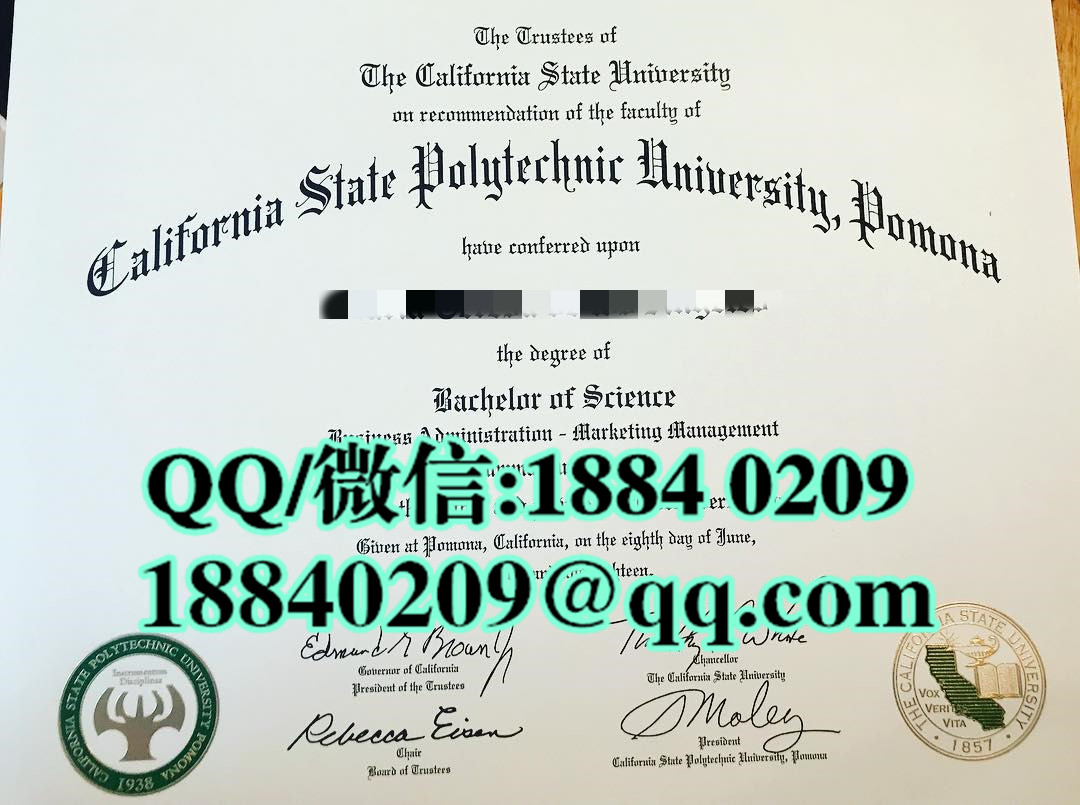 The Trustees of
The California State University
on recommendation of the faculty of
California State Polytechnic University, Pomona
have conferred upon
the degree of
Bachelor of Science
Business Administration - Marketing Management
QQ/微信:1884 0209
Given at Pomona, California, on the eighth day of June,
18840209@qq.com
Governor of California
President of the Trustees
Chancellor
The California State University
Rebecca Eisen
Chair
Board of Trustees
President
California State Polytechnic University, Pomona
CALIFORNIA STATE POLYTECHNIC UNIVERSITY POMONA
Instrumentum
Disciplinae
1938
THE CALIFORNIA STATE UNIVERSITY
VOX
VERITAS
VITA
1857